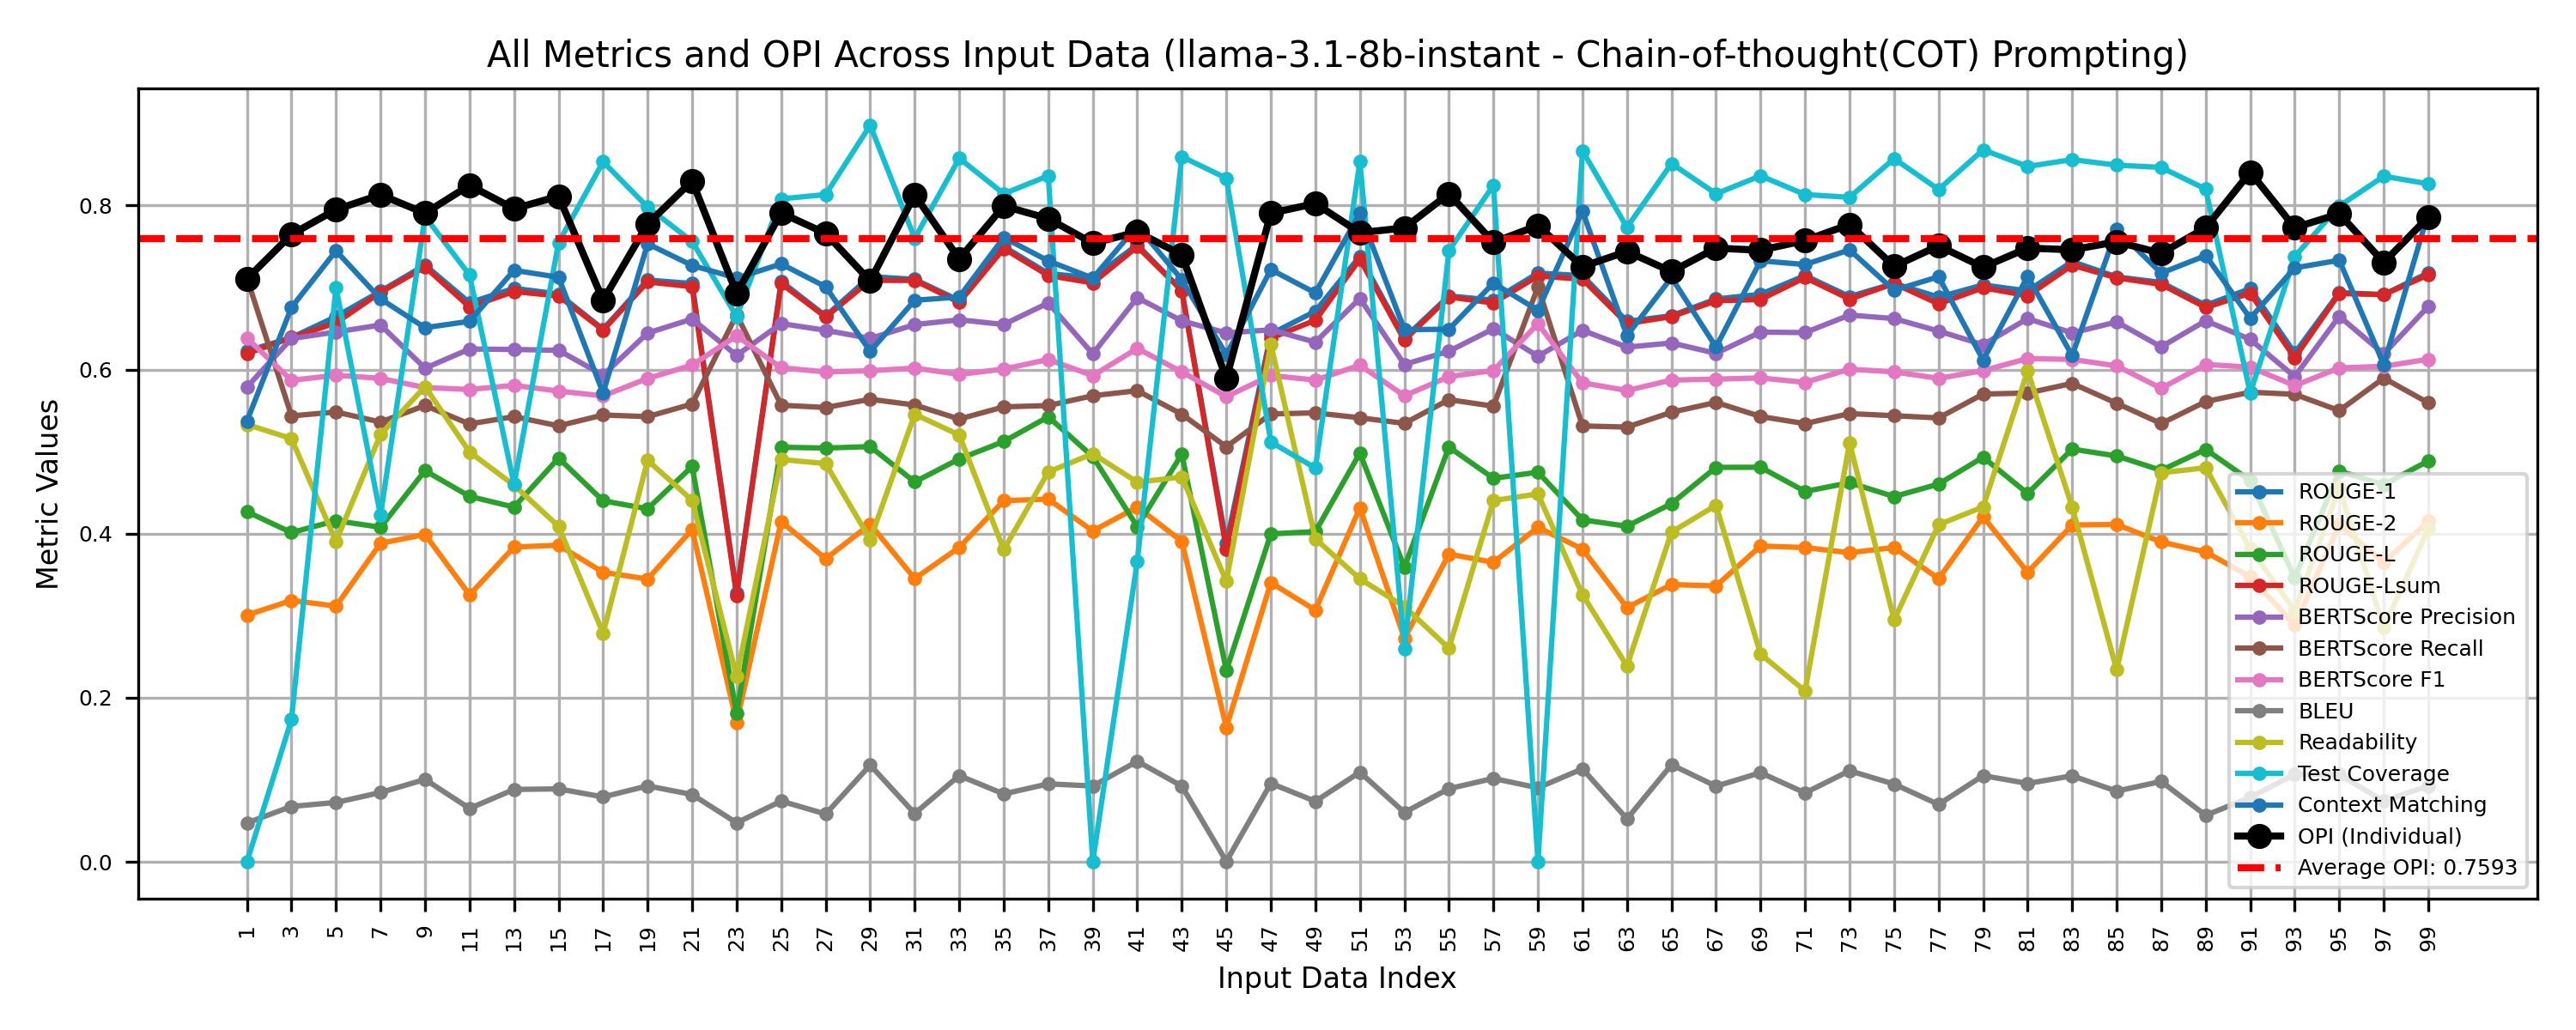 All Metrics and OPI Across Input Data (llama-3.1-8b-instant - Chain-of-thought(COT) Prompting)
Metric Values
0.8
0.6
0.4
0.2
0.0
ROUGE-1
ROUGE-2
ROUGE-L
ROUGE-Lsum
BERTScore Precision
BERTScore Recall
BERTScore F1
BLEU
Readability
Test Coverage
Context Matching
OPI (Individual)
Average OPI: 0.7593
1 3 5 7 9 11 13 15 17 19 21 23 25 27 29 31 33 35 37 39 41 43 45 47 49 51 53 55 57 59 61 63 65 67 69 71 73 75 77 79 81 83 85 87 89 91 93 95 97 99
Input Data Index